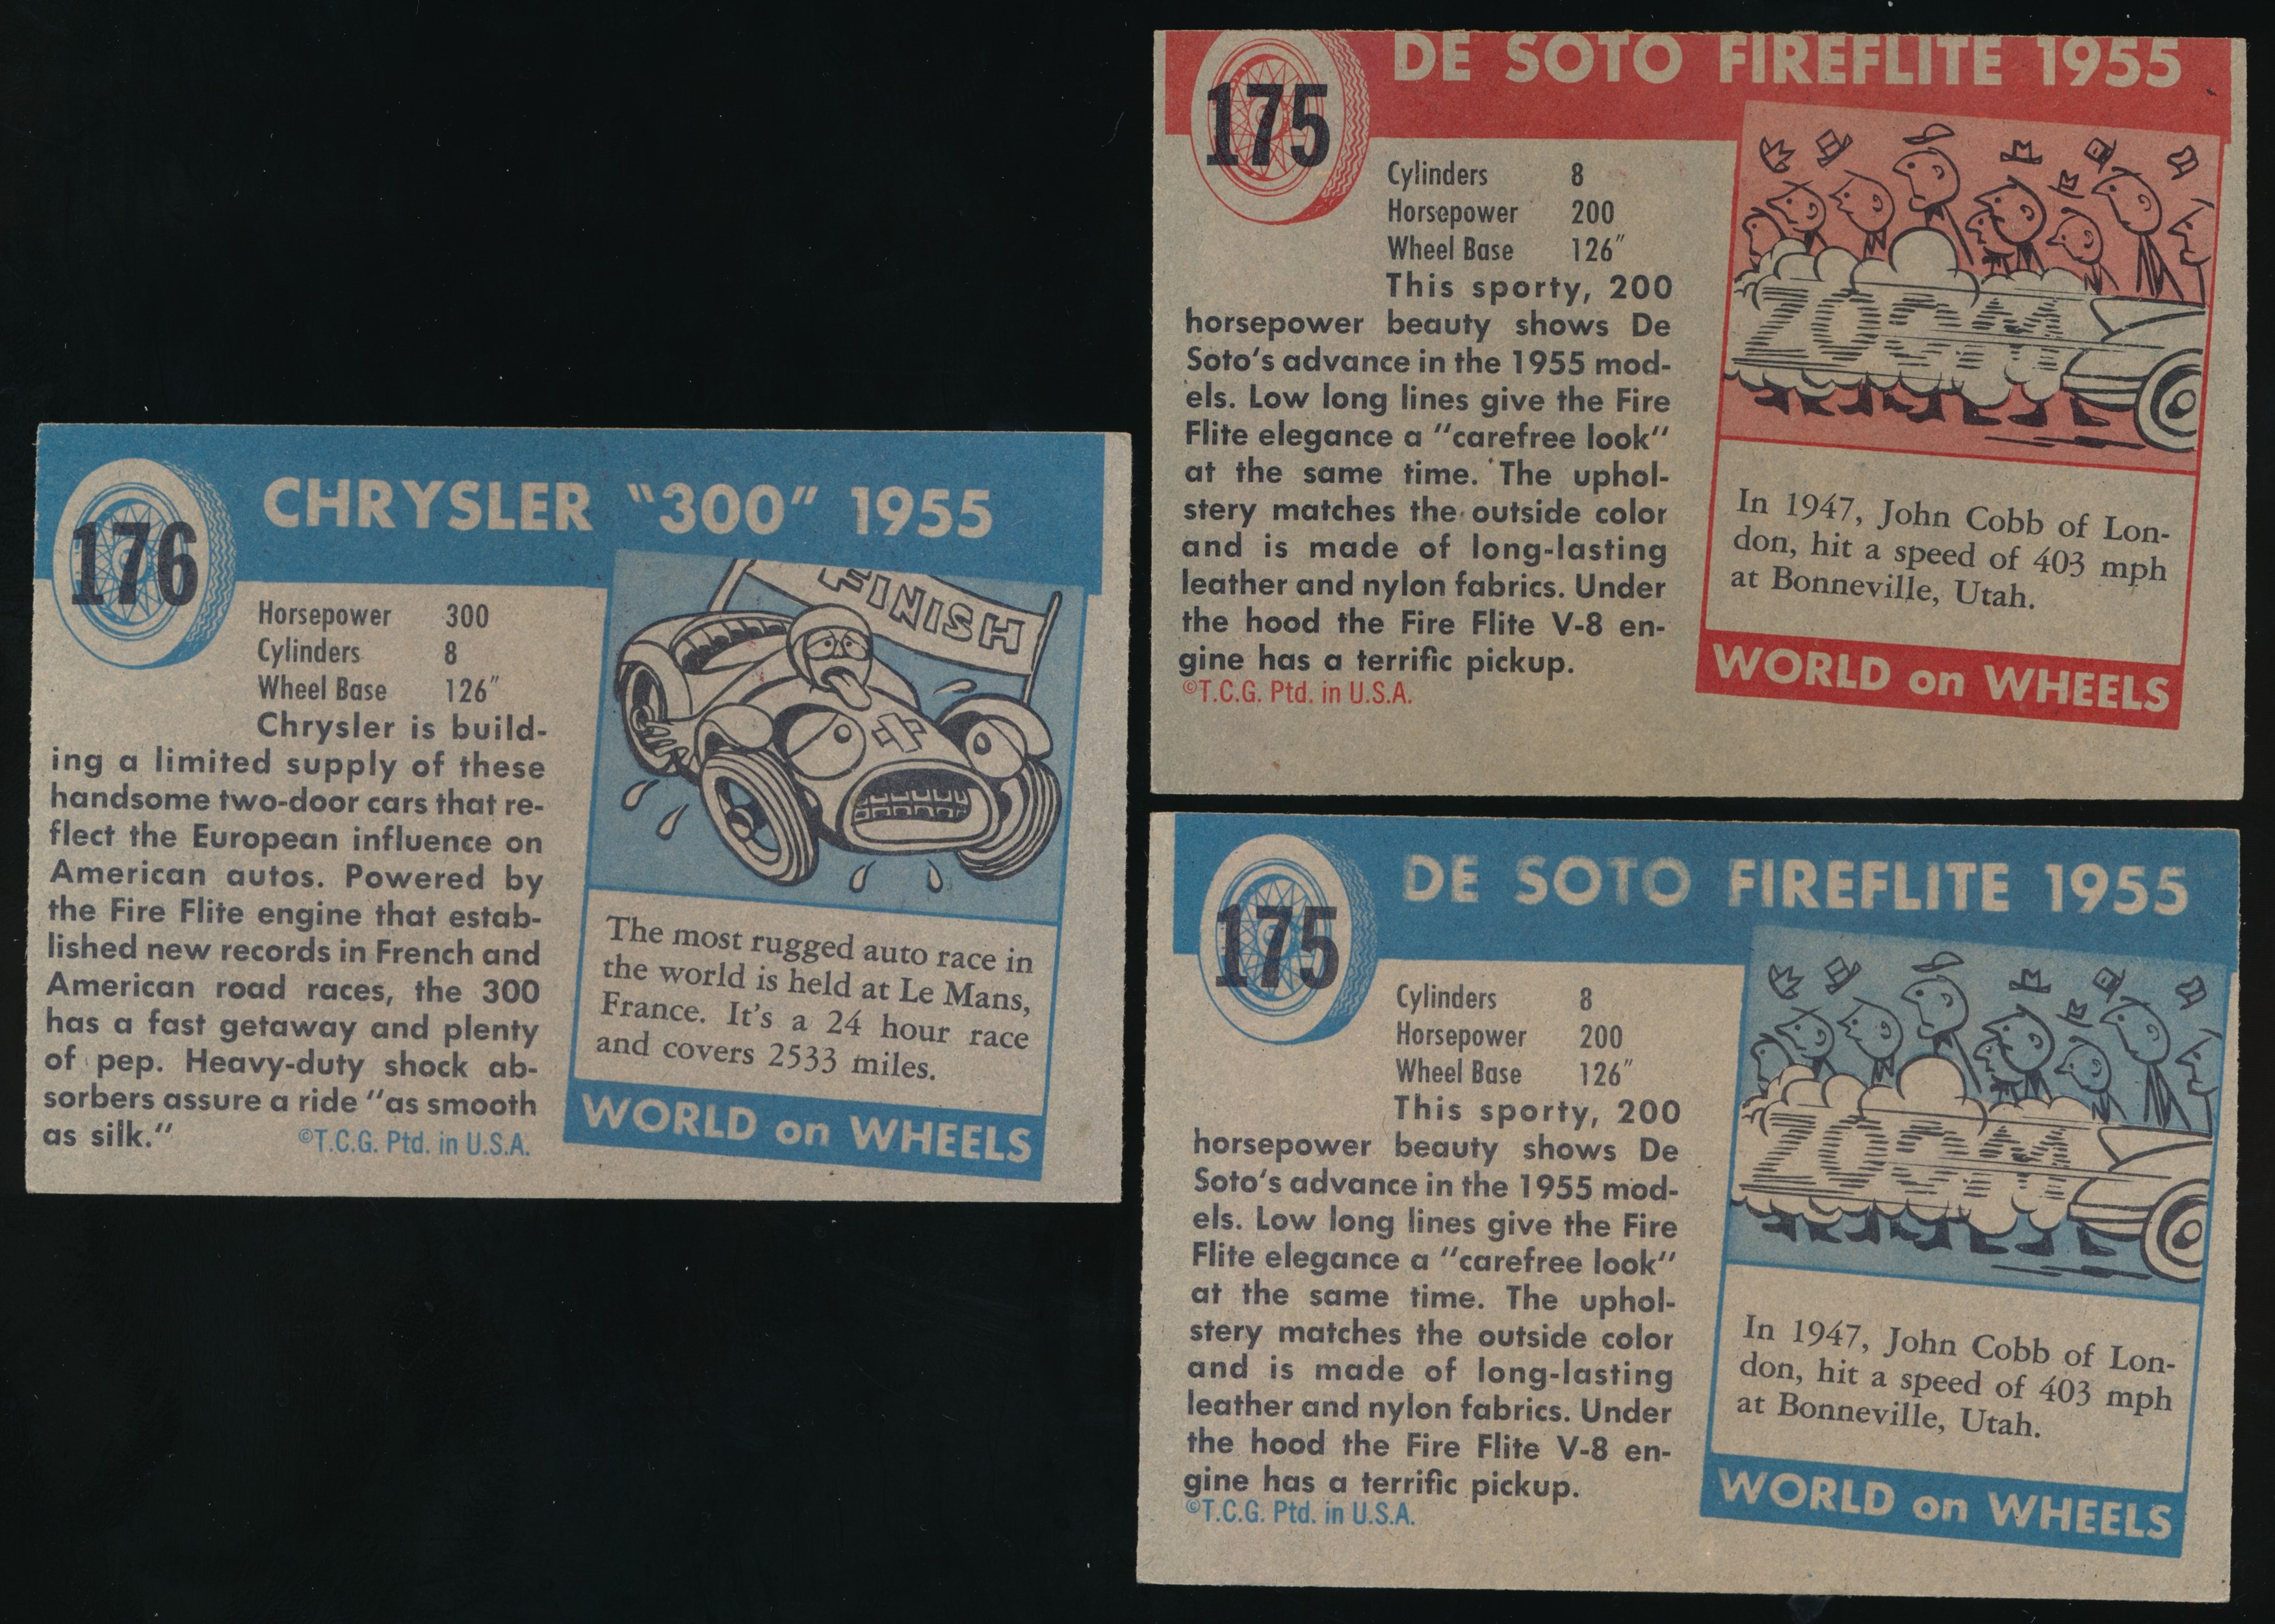 CHRYSLER "300" 1955
176
Horsepower 300
Cylinders 8
Wheel Base 126"
Chrysler is build-
ing a limited supply of these
handsome two-door cars that re-
flect the European influence on
American autos. Powered by
the Fire Flite engine that estab-
lished new records in French and
American road races, the 300
has a fast getaway and plenty
of pep. Heavy-duty shock ab-
sorbers assure a ride "as smooth
as silk."
©T.C.G. Ptd. in U.S.A.
FINISH
The most rugged auto race in
the world is held at Le Mans,
France. It's a 24 hour race
and covers 2533 miles.
WORLD on WHEELS
DE SOTO FIREFLITE 1955
175
Cylinders 8
Horsepower 200
Wheel Base 126"
This sporty, 200
horsepower beauty shows De
Soto's advance in the 1955 mod-
els. Low long lines give the Fire
Flite elegance a "carefree look"
at the same time. The uphol-
stery matches the outside color
and is made of long-lasting
leather and nylon fabrics. Under
the hood the Fire Flite V-8 en-
gine has a terrific pickup.
©T.C.G. Ptd. in U.S.A.
ZOOM
In 1947, John Cobb of Lon-
don, hit a speed of 403 mph
at Bonneville, Utah.
WORLD on WHEELS
DE SOTO FIREFLITE 1955
175
Cylinders 8
Horsepower 200
Wheel Base 126"
This sporty, 200
horsepower beauty shows De
Soto's advance in the 1955 mod-
els. Low long lines give the Fire
Flite elegance a "carefree look"
at the same time. The uphol-
stery matches the outside color
and is made of long-lasting
leather and nylon fabrics. Under
the hood the Fire Flite V-8 en-
gine has a terrific pickup.
©T.C.G. Ptd. in U.S.A.
ZOOM
In 1947, John Cobb of Lon-
don, hit a speed of 403 mph
at Bonneville, Utah.
WORLD on WHEELS